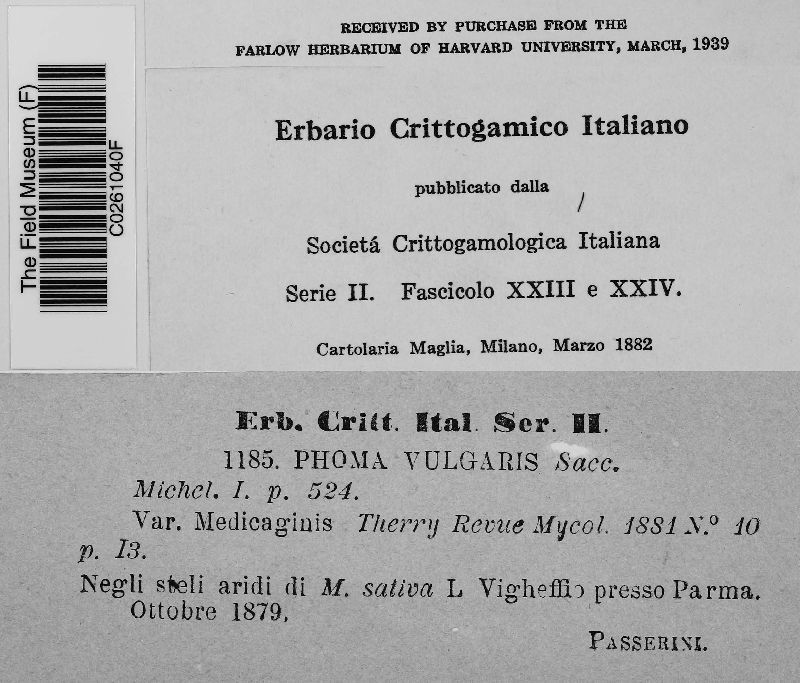 RECEIVED BY PURCHASE FROM THE
FARLOW HERBARIUM OF HARVARD UNIVERSITY, MARCH, 1939
The Field Museum (F)
C0261040F
Erbario Crittogamico Italiano
pubblicato dalla
Societá Crittogamologica Italiana
Serie II. Fascicolo XXIII e XXIV.
Cartolaria Maglia, Milano, Marzo 1882
Erb. Critt. Ital. Ser. II.
1185. PHOMA VULGARIS Sacc.
Michel. I. p. 524.
Var. Medicaginis Therry Revue Mycol. 1881 N.º 10
p. I3.
Negli steli aridi di M. sativa L Vigheffio presso Parma.
Ottobre 1879,
PASSERINI.